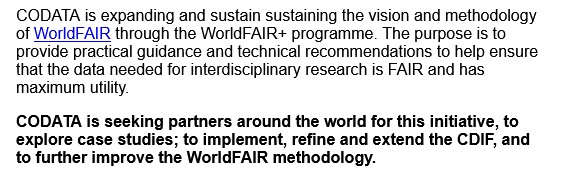 CODATA is expanding and sustain sustaining the vision and methodology
of WorldFAIR through the WorldFAIR+ programme. The purpose is to
provide practical guidance and technical recommendations to help ensure
that the data needed for interdisciplinary research is FAIR and has
maximum utility.
CODATA is seeking partners around the world for this initiative, to
explore case studies; to implement, refine and extend the CDIF, and
to further improve the WorldFAIR methodology.